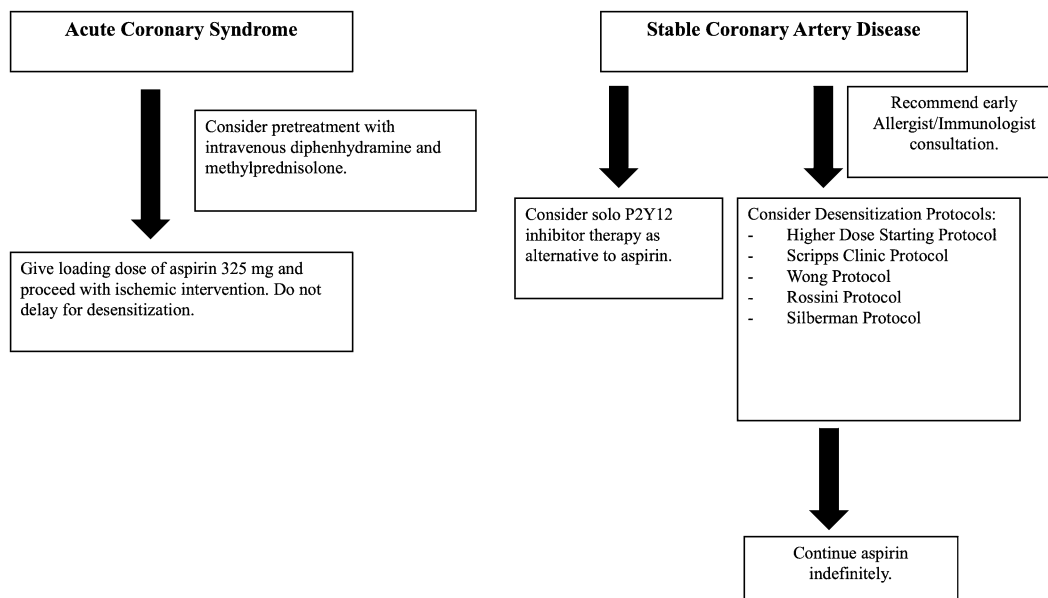 Acute Coronary Syndrome
Consider pretreatment with
intravenous diphenhydramine and
methylprednisolone.
Give loading dose of aspirin 325 mg and
proceed with ischemic intervention. Do not
delay for desensitization.
Stable Coronary Artery Disease
Recommend early
Allergist/Immunologist
consultation.
Consider solo P2Y12
inhibitor therapy as
alternative to aspirin.
Consider Desensitization Protocols:
- Higher Dose Starting Protocol
- Scripps Clinic Protocol
- Wong Protocol
- Rossini Protocol
- Silberman Protocol
Continue aspirin
indefinitely.